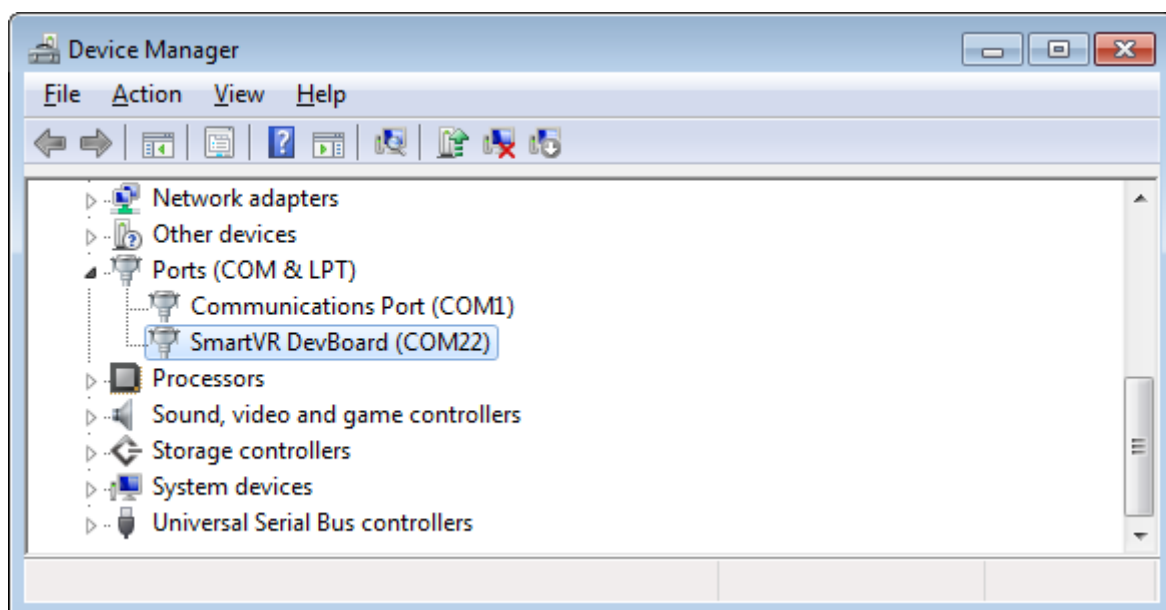 Device Manager
File Action View Help
Network adapters
Other devices
Ports (COM & LPT)
Communications Port (COM1)
SmartVR DevBoard (COM22)
Processors
Sound, video and game controllers
Storage controllers
System devices
Universal Serial Bus controllers